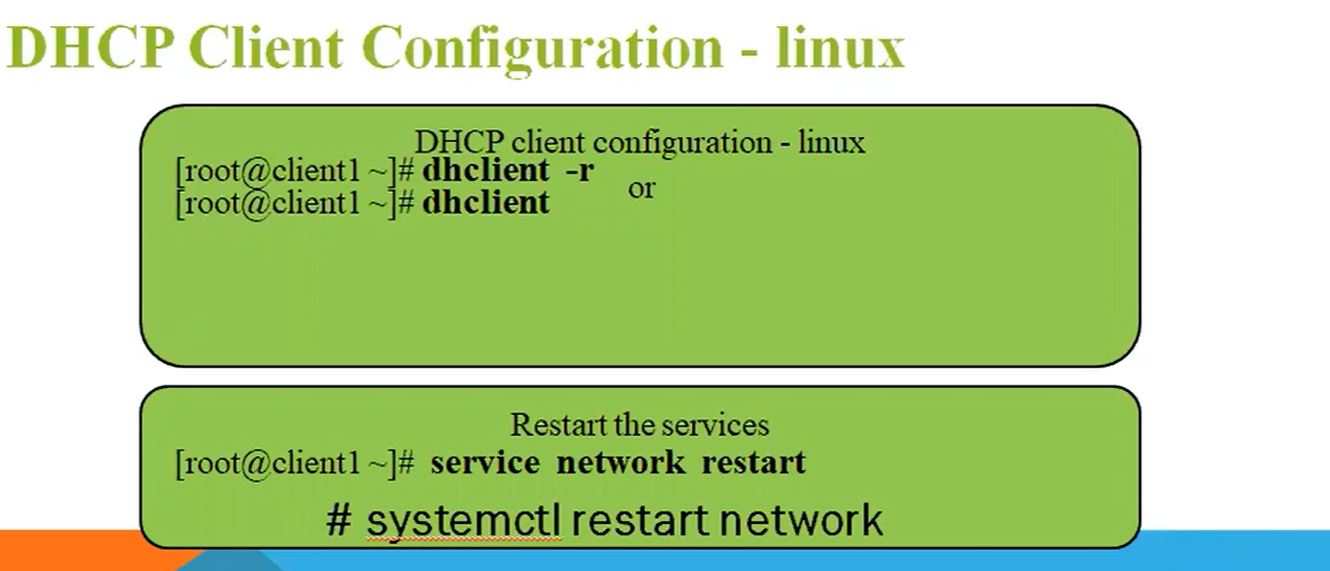 DHCP Client Configuration - linux
DHCP client configuration - linux
[root@client1 ~]# dhclient -r
or
[root@client1 ~]# dhclient
Restart the services
[root@client1 ~]# service network restart
# systemctl restart network